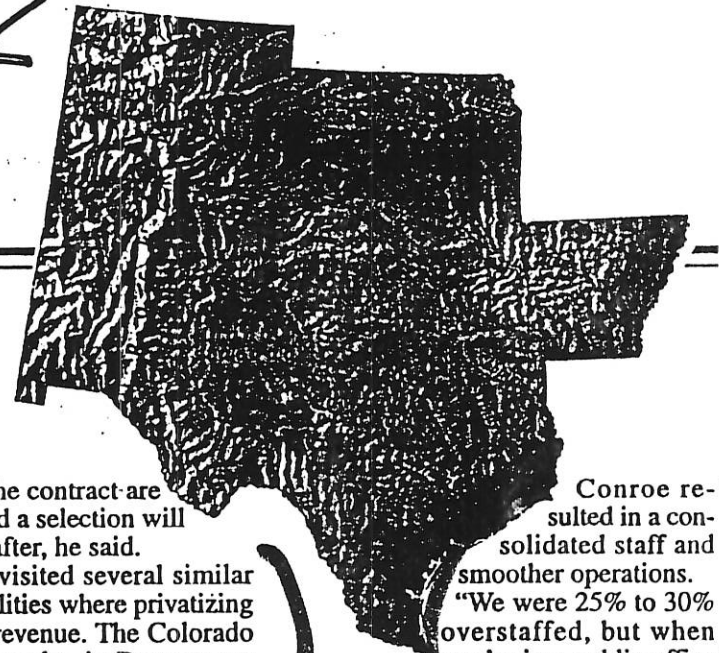 he contract are
d a selection will
after, he said.
visited several similar
lities where privatizing
revenue. The Colorado
Conroe re-
sulted in a con-
solidated staff and
smoother operations.
"We were 25% to 30%
overstaffed, but when